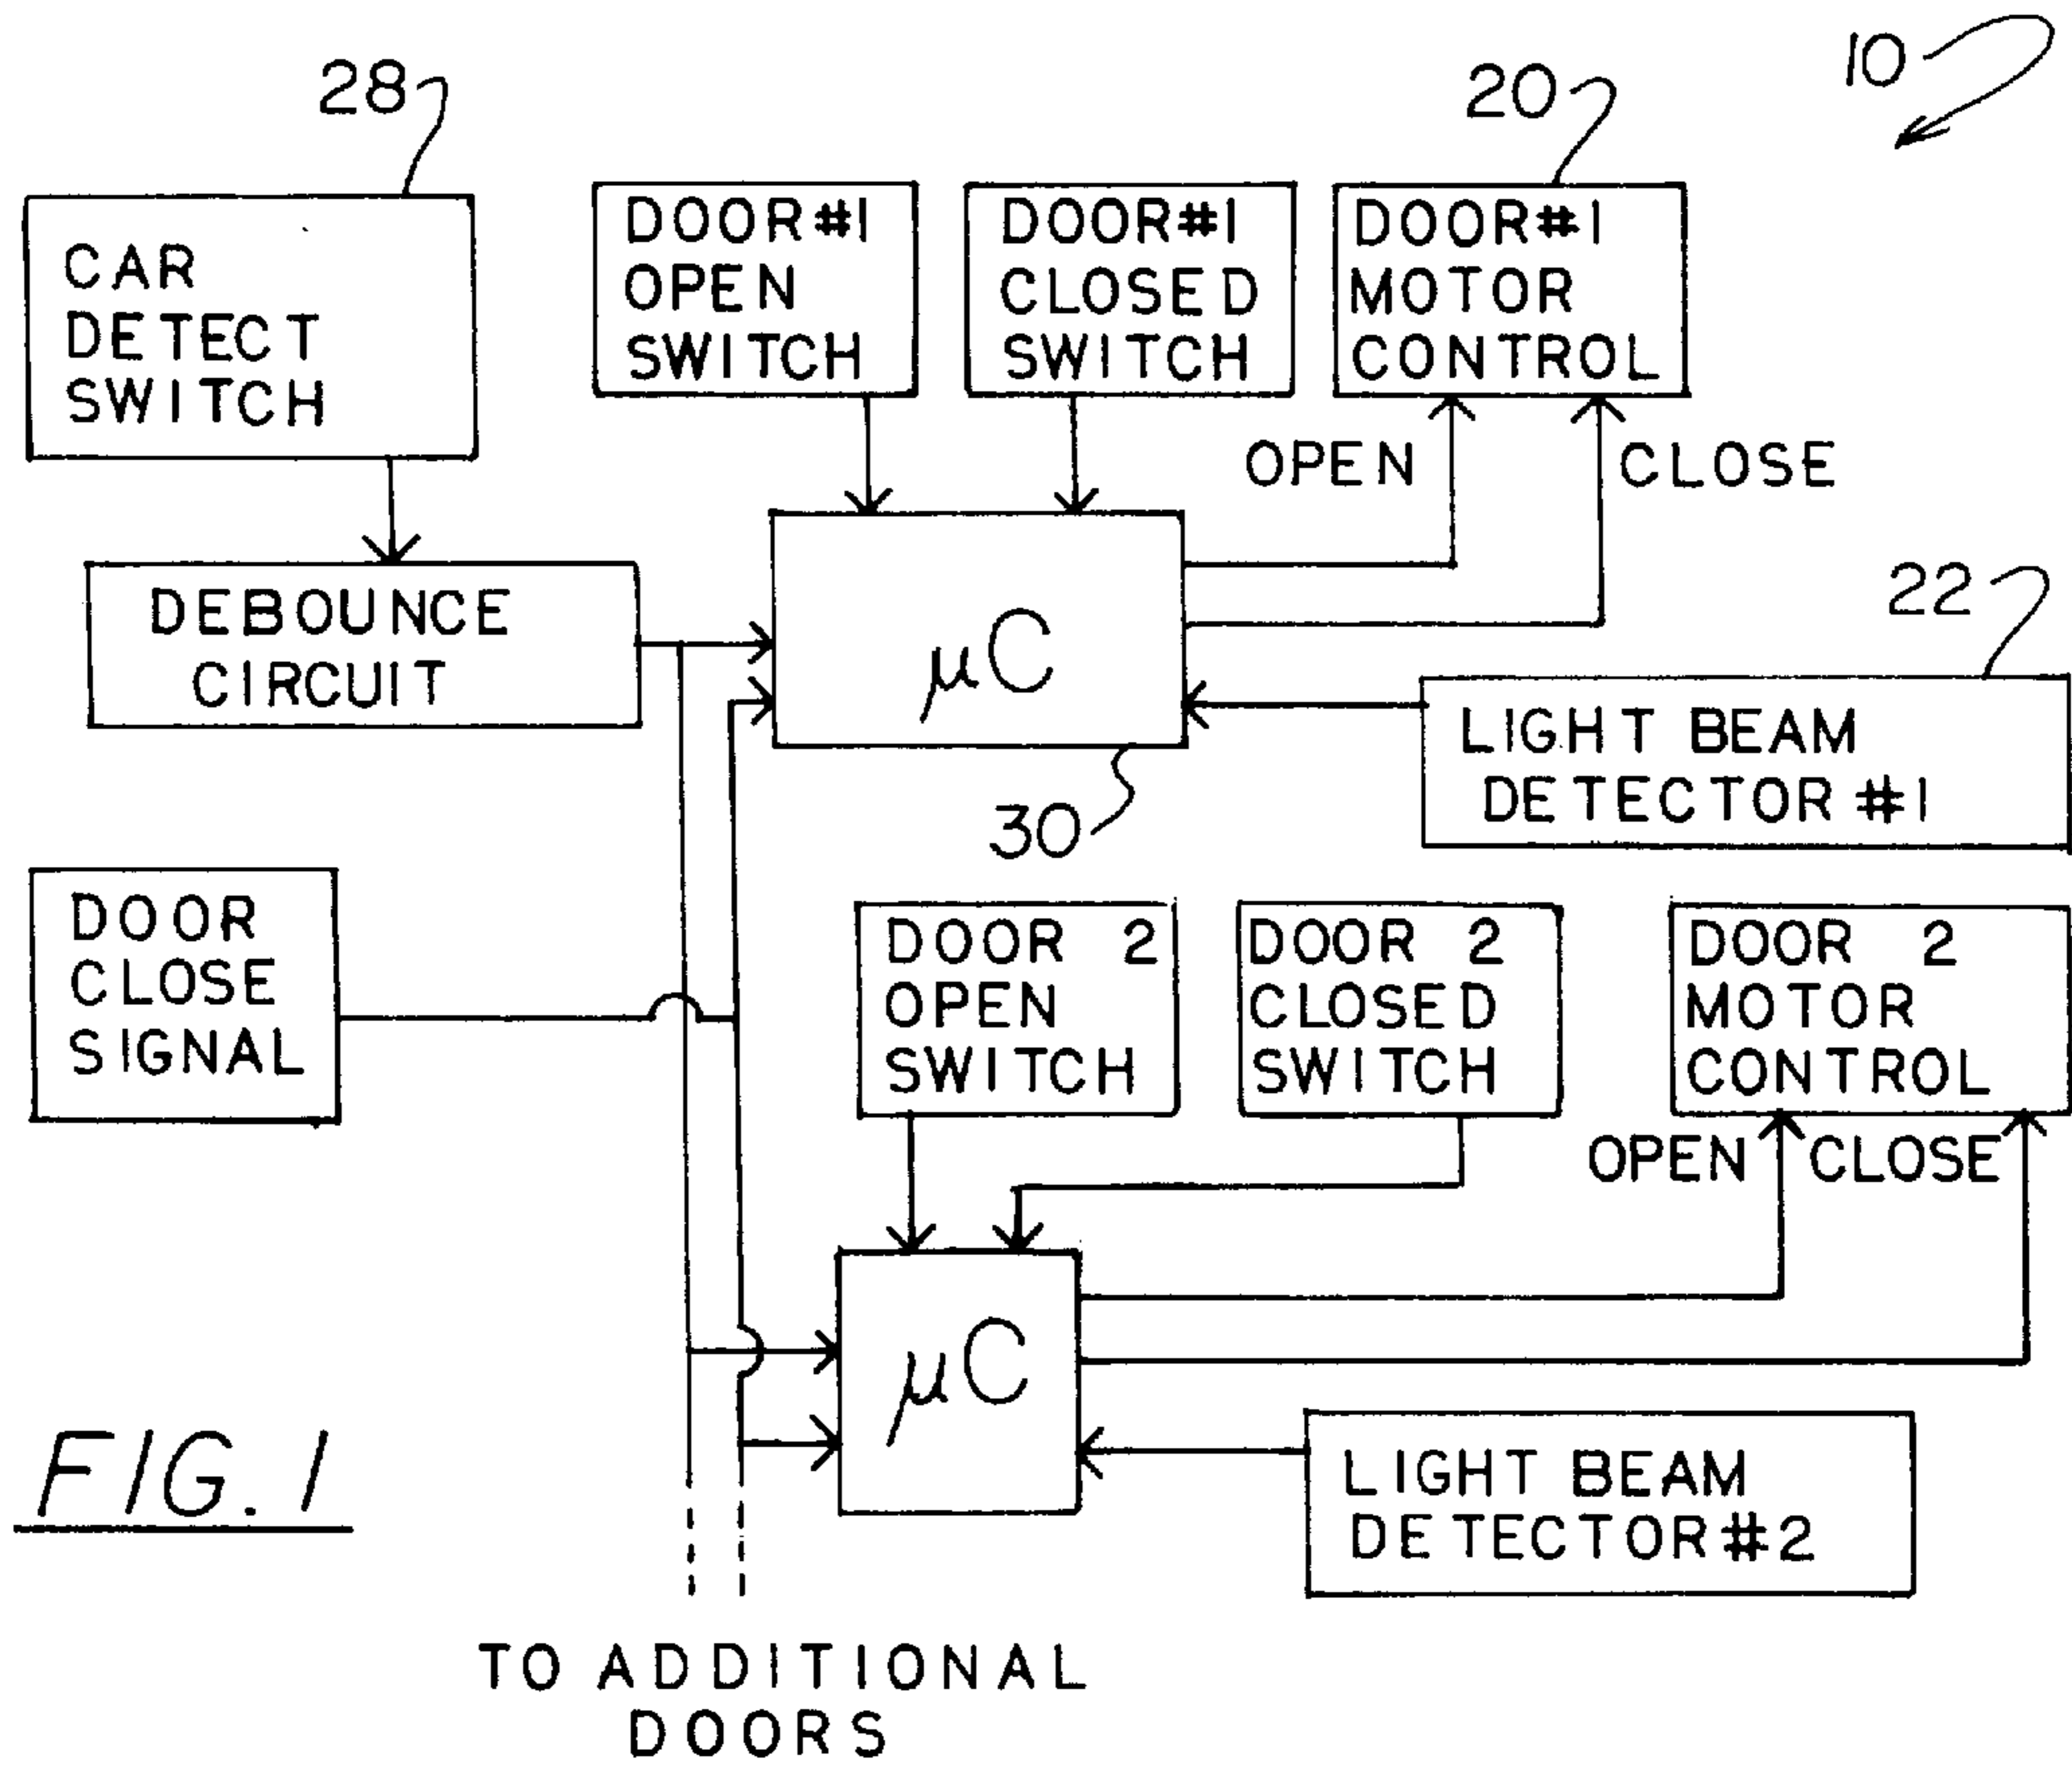 10
28
20
CAR
DETECT
SWITCH
DOOR#1
OPEN
SWITCH
DOOR#1
CLOSED
SWITCH
DOOR#1
MOTOR
CONTROL
OPEN
CLOSE
DEBOUNCE
CIRCUIT
μC
30
22
LIGHT BEAM
DETECTOR #1
DOOR
CLOSE
SIGNAL
DOOR 2
OPEN
SWITCH
DOOR 2
CLOSED
SWITCH
DOOR 2
MOTOR
CONTROL
OPEN
CLOSE
μC
LIGHT BEAM
DETECTOR#2
FIG. 1
TO ADDITIONAL
DOORS